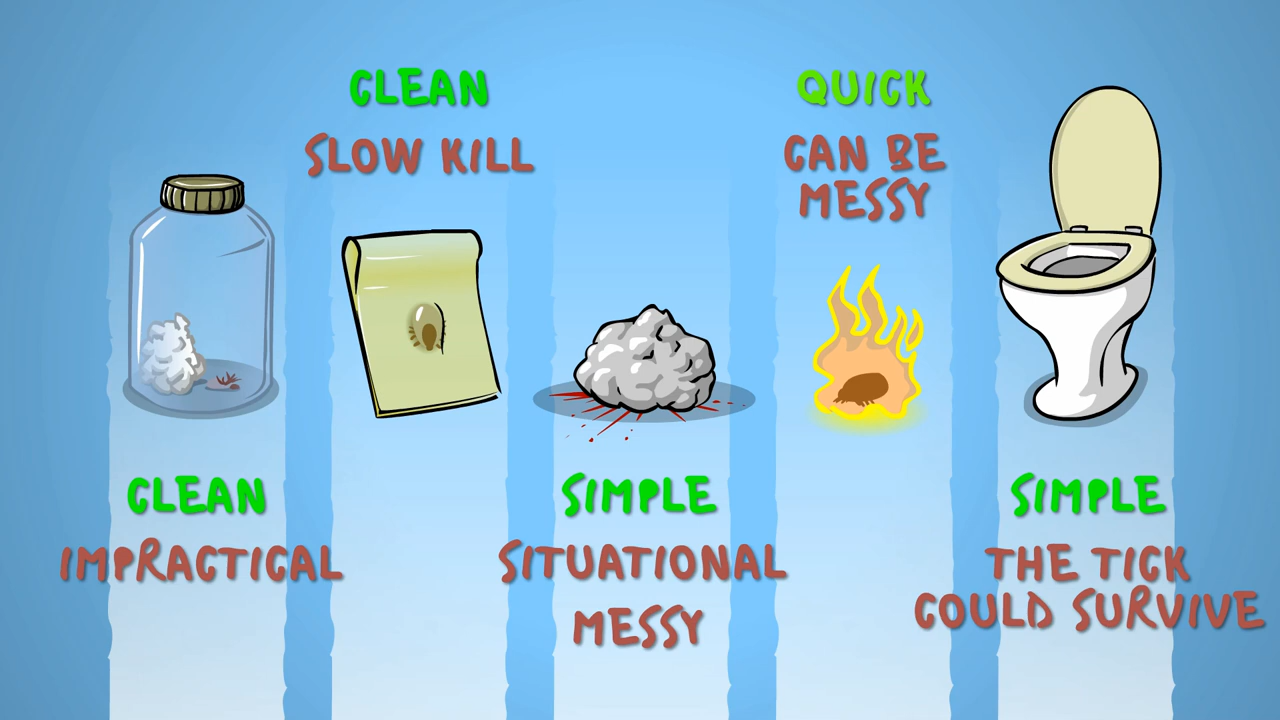 CLEAN
IMPRACTICAL
CLEAN
SLOW KILL
SIMPLE
SITUATIONAL
MESSY
QUICK
CAN BE
MESSY
SIMPLE
THE TICK
COULD SURVIVE